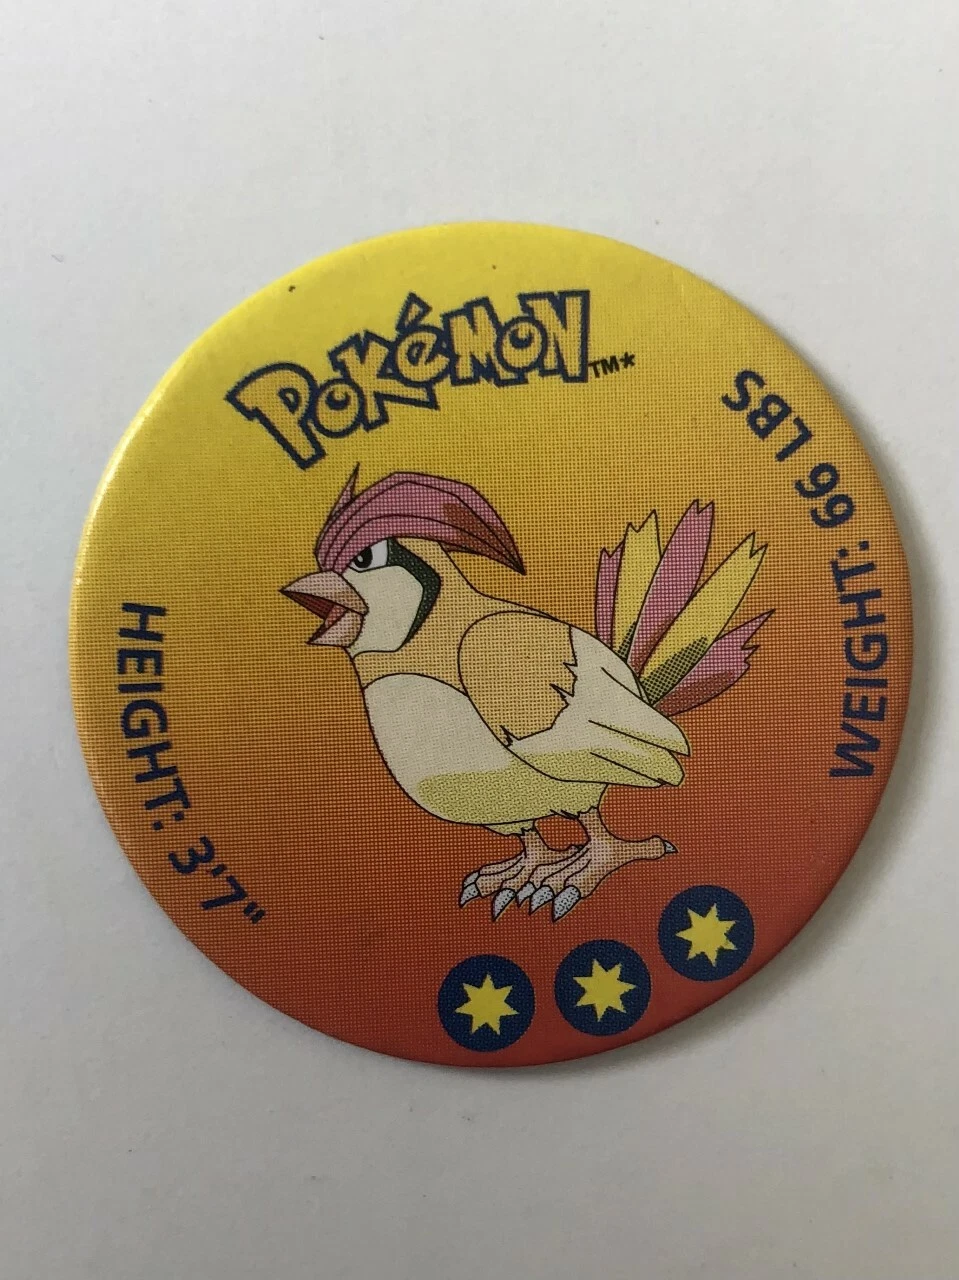 POKéMON™*
HEIGHT: 3'7"
WEIGHT: 66 LBS